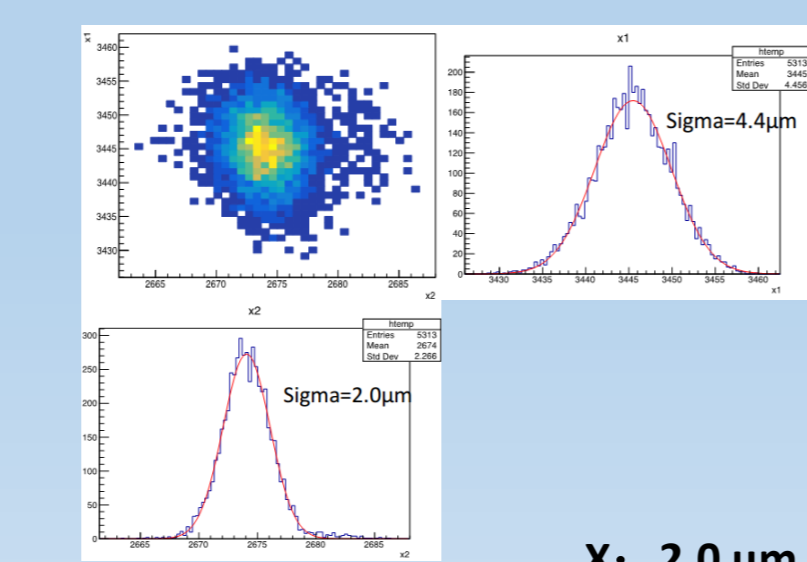 x1
3460
3455
3450
3445
3440
3435
3430
2665 2670 2675 2680 2685
x2
x1
htemp
Entries 5313
Mean 3445
Std Dev 4.456
Sigma=4.4μm
200
180
160
140
120
100
80
60
40
20
0
3430 3435 3440 3445 3450 3455 3460
x1
x2
htemp
Entries 5313
Mean 2674
Std Dev 2.266
Sigma=2.0μm
300
250
200
150
100
50
0
2665 2670 2675 2680 2685
x2
X: 2.0 um